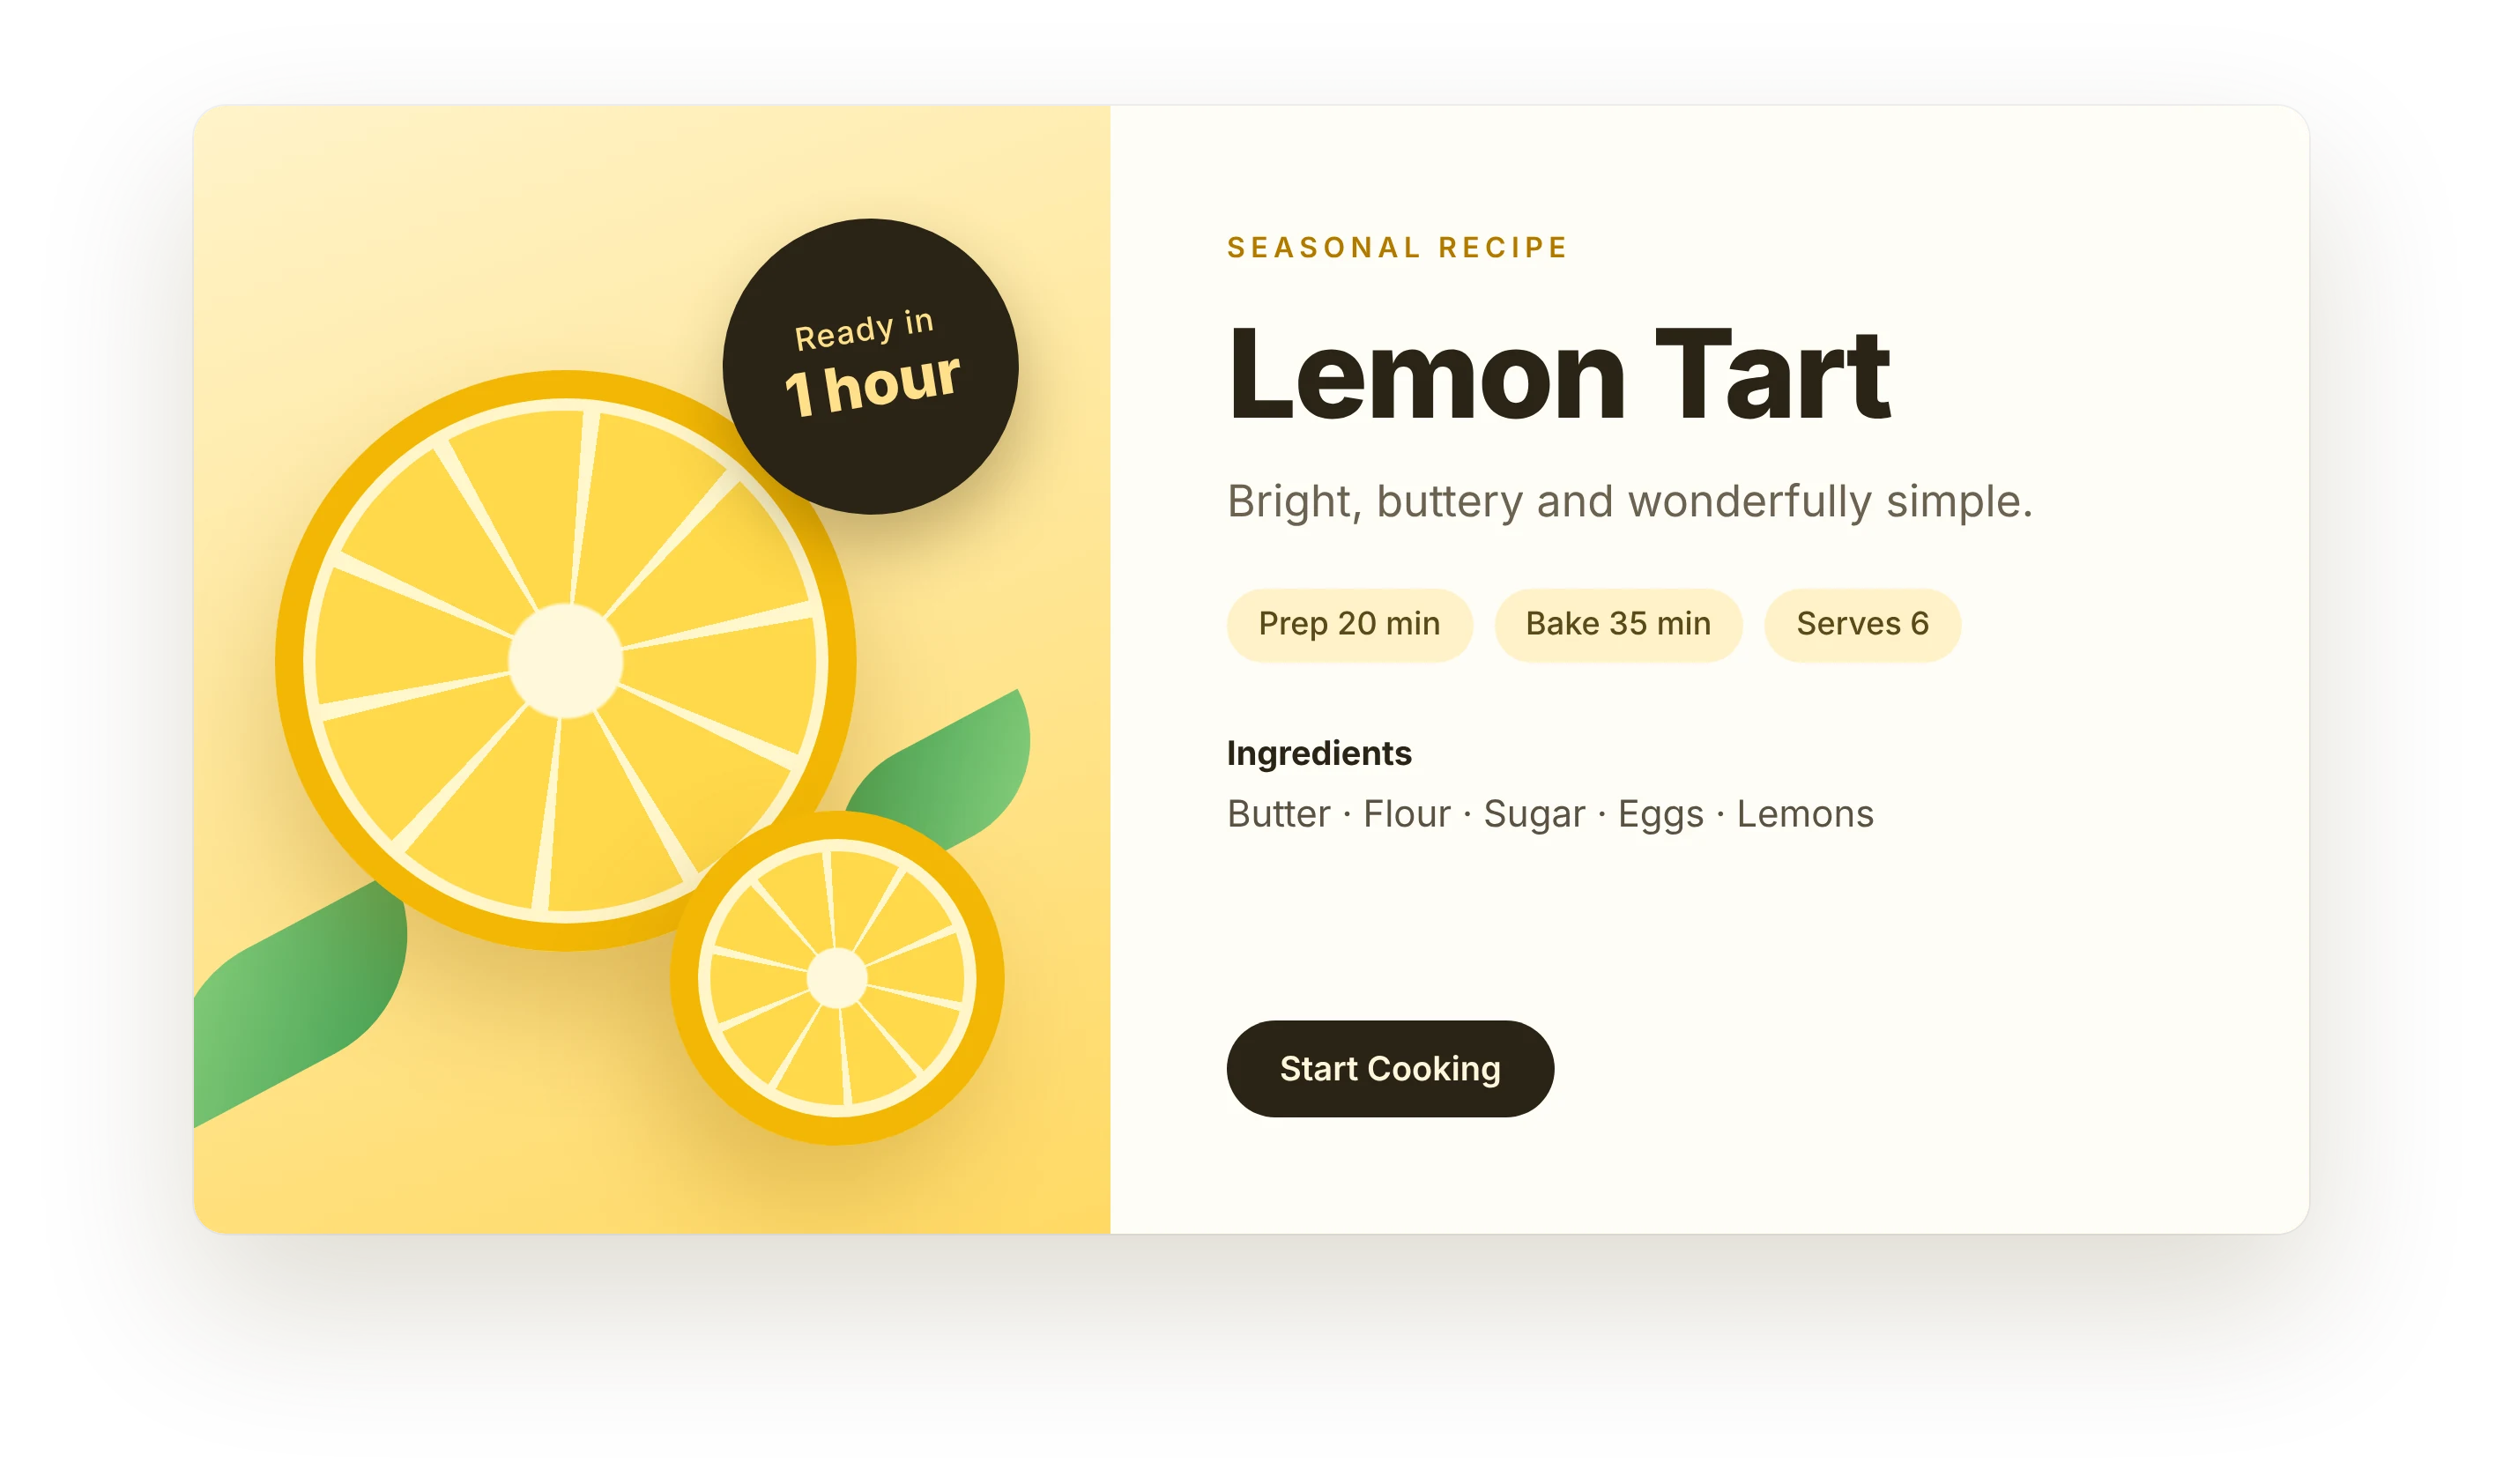 Ready in
1 hour
SEASONAL RECIPE
Lemon Tart
Bright, buttery and wonderfully simple.
Prep 20 min
Bake 35 min
Serves 6
Ingredients
Butter · Flour · Sugar · Eggs · Lemons
Start Cooking